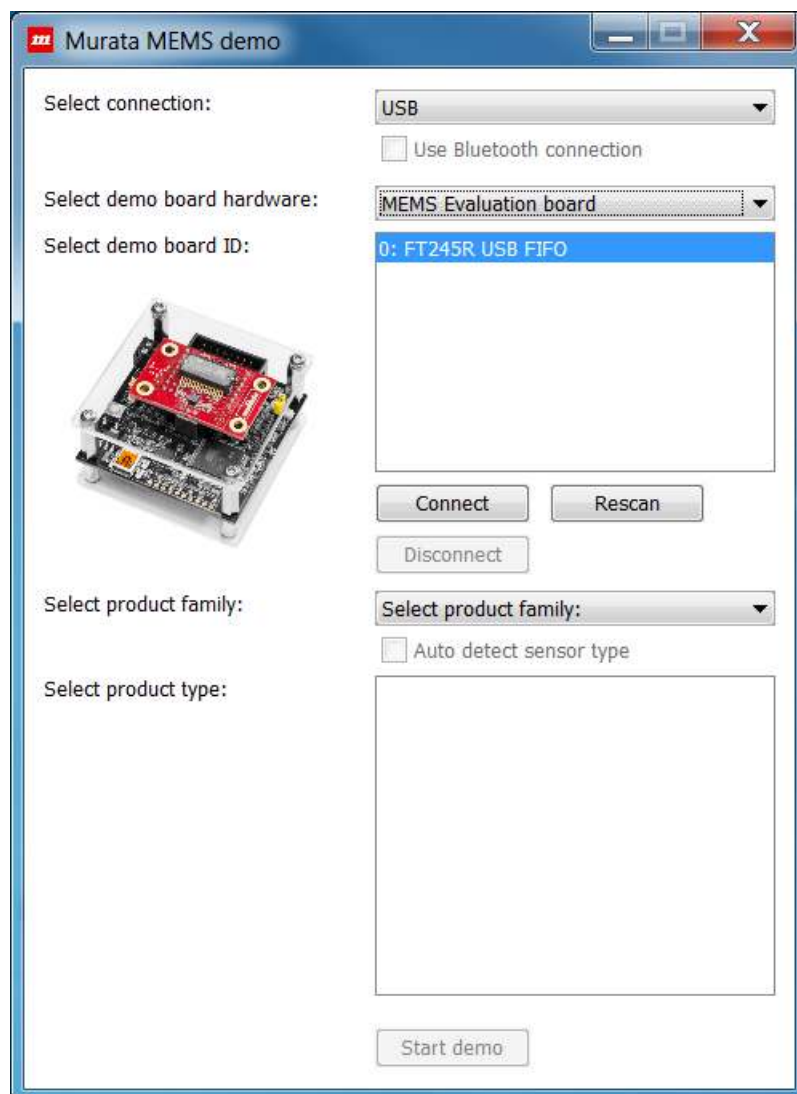 Murata MEMS demo
Select connection:
USB
Use Bluetooth connection
Select demo board hardware:
MEMS Evaluation board
Select demo board ID:
0: FT245R USB FIFO
Connect
Rescan
Disconnect
Select product family:
Select product family:
Auto detect sensor type
Select product type:
Start demo